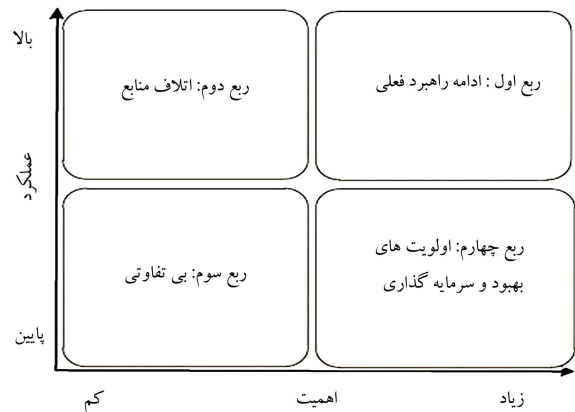 بالا
ربع اول : ادامه راهبرد فعلی
ربع دوم: اتلاف منابع
عملکرد
ربع چهارم: اولویت های
بهبود و سرمایه گذاری
ربع سوم: بی تفاوتی
پایین
زیاد
اهمیت
کم